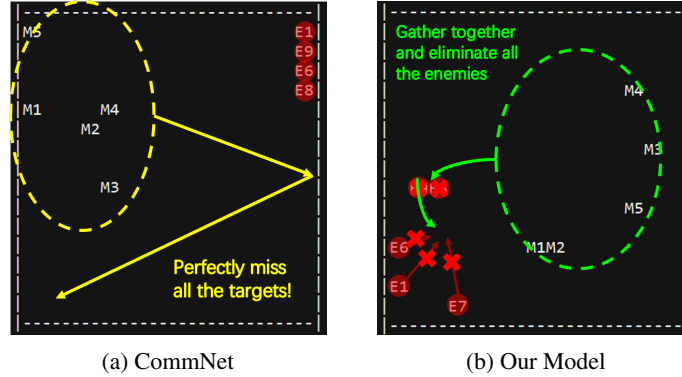 M5
E1
E9
E6
E8
M1
M4
M2
M3
Perfectly miss
all the targets!
(a) CommNet
Gather together
and eliminate all
the enemies
M4
M3
M5
M1M2
E6
E1
E7
(b) Our Model